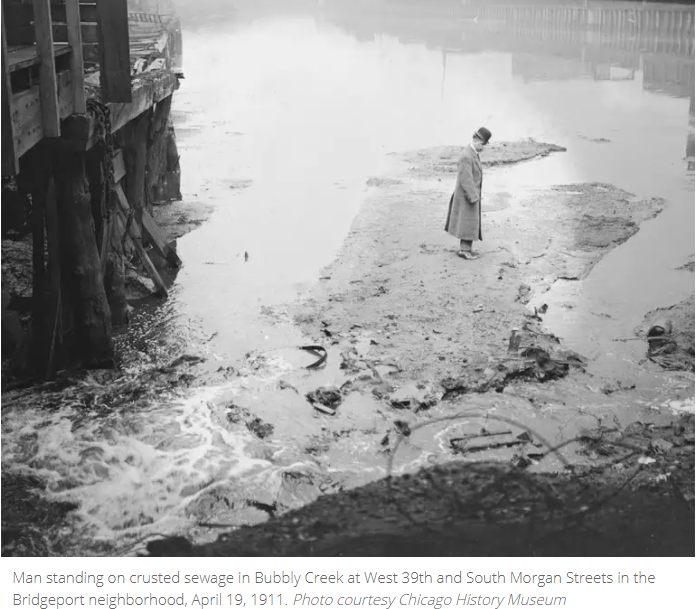 Man standing on crusted sewage in Bubbly Creek at West 39th and South Morgan Streets in the
Bridgeport neighborhood, April 19, 1911. Photo courtesy Chicago History Museum